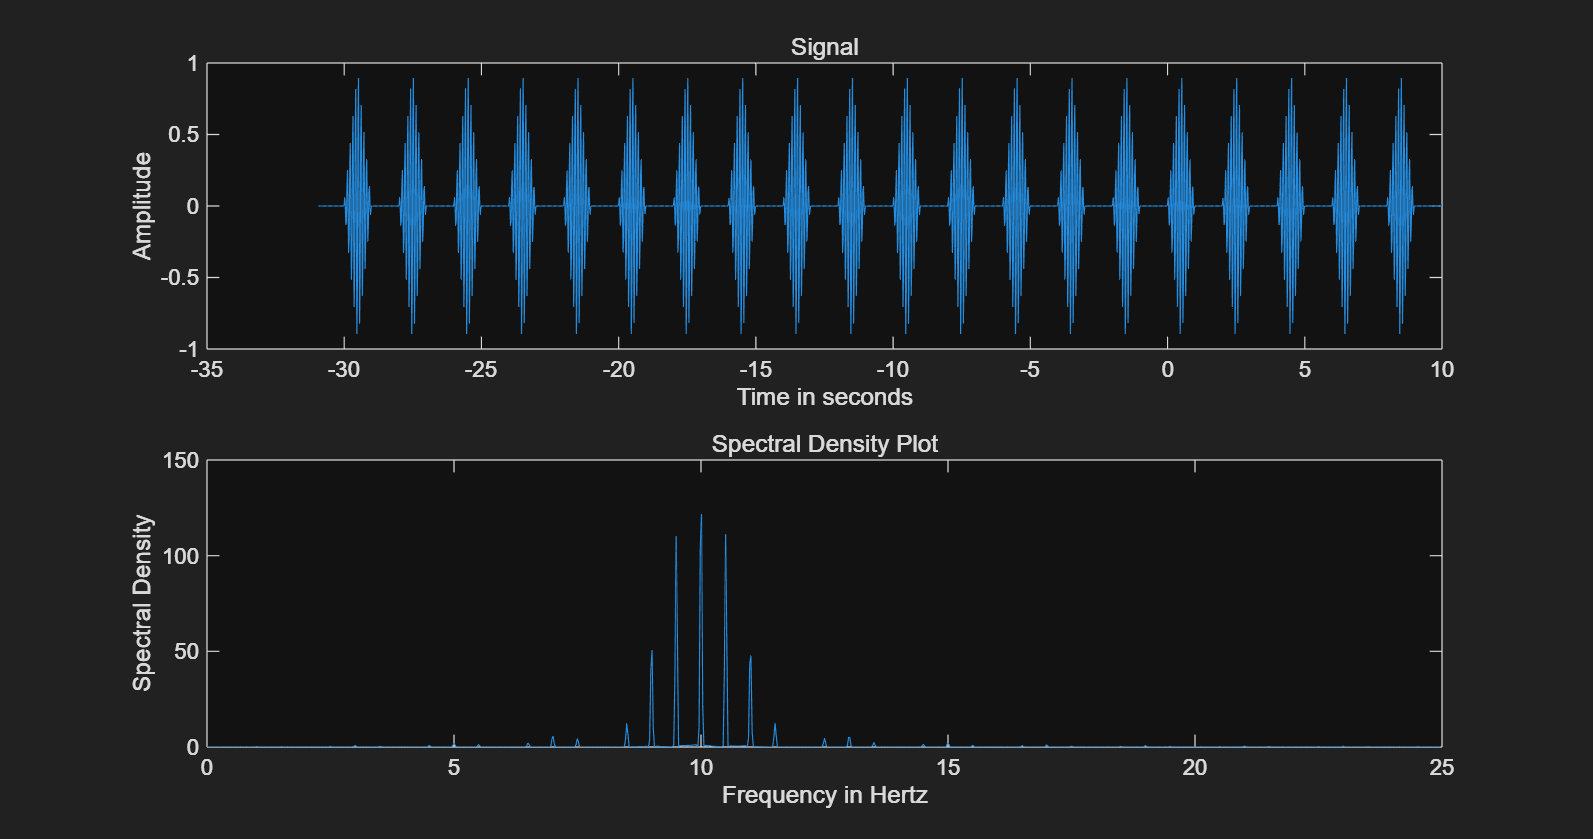 Signal
1
0.5
0
-0.5
-1
Amplitude
-35 -30 -25 -20 -15 -10 -5 0 5 10
Time in seconds
Spectral Density Plot
150
100
50
0
Spectral Density
0 5 10 15 20 25
Frequency in Hertz